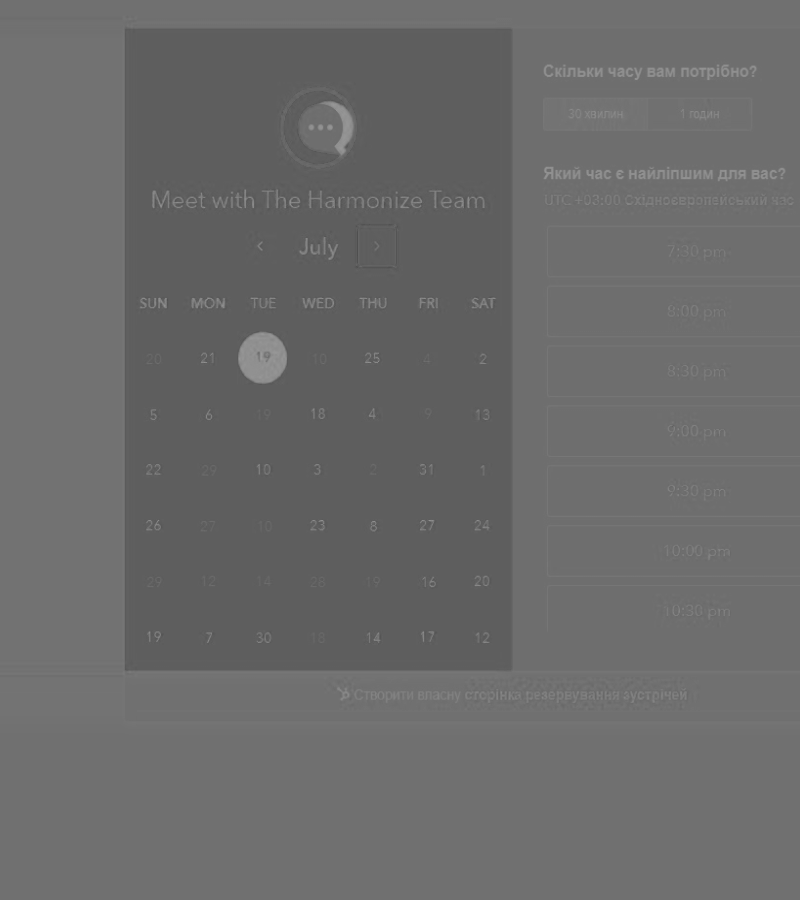 Meet with The Harmonize Team
July
SUN MON TUE WED THU FRI SAT
20 21 19 10 25 4 2
5 6 19 18 4 9 13
22 29 10 3 2 31 1
26 27 10 23 8 27 24
29 12 14 28 19 16 20
19 7 30 18 14 17 12
Скільки часу вам потрібно?
30 хвилин 1 годин
Який час є найліпшим для вас?
UTC +03:00 Східноєвропейський час
7:30 pm
8:00 pm
8:30 pm
9:00 pm
9:30 pm
10:00 pm
10:30 pm
Створити власну сторінка резервування зустрічей